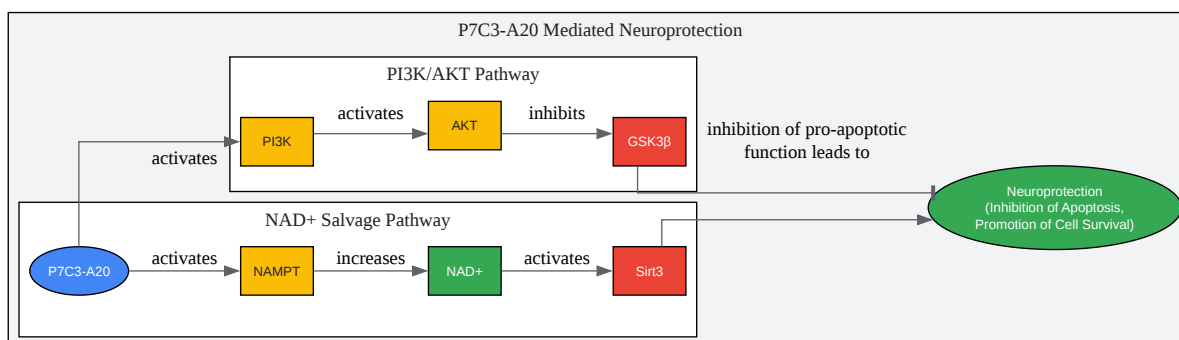 P7C3-A20 Mediated Neuroprotection
PI3K/AKT Pathway
activates
PI3K
activates
AKT
inhibits
GSK3β
inhibition of pro-apoptotic
function leads to
Neuroprotection
(Inhibition of Apoptosis,
Promotion of Cell Survival)
NAD+ Salvage Pathway
P7C3-A20
activates
NAMPT
increases
NAD+
activates
Sirt3